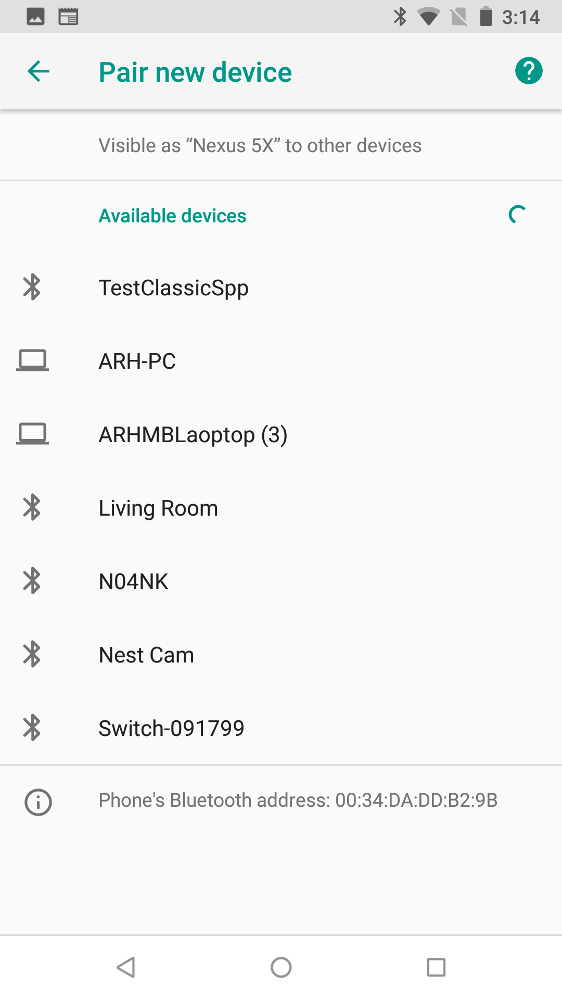 3:14
Pair new device
Visible as “Nexus 5X” to other devices
Available devices
TestClassicSpp
ARH-PC
ARHMBLaoptop (3)
Living Room
N04NK
Nest Cam
Switch-091799
Phone's Bluetooth address: 00:34:DA:DD:B2:9B